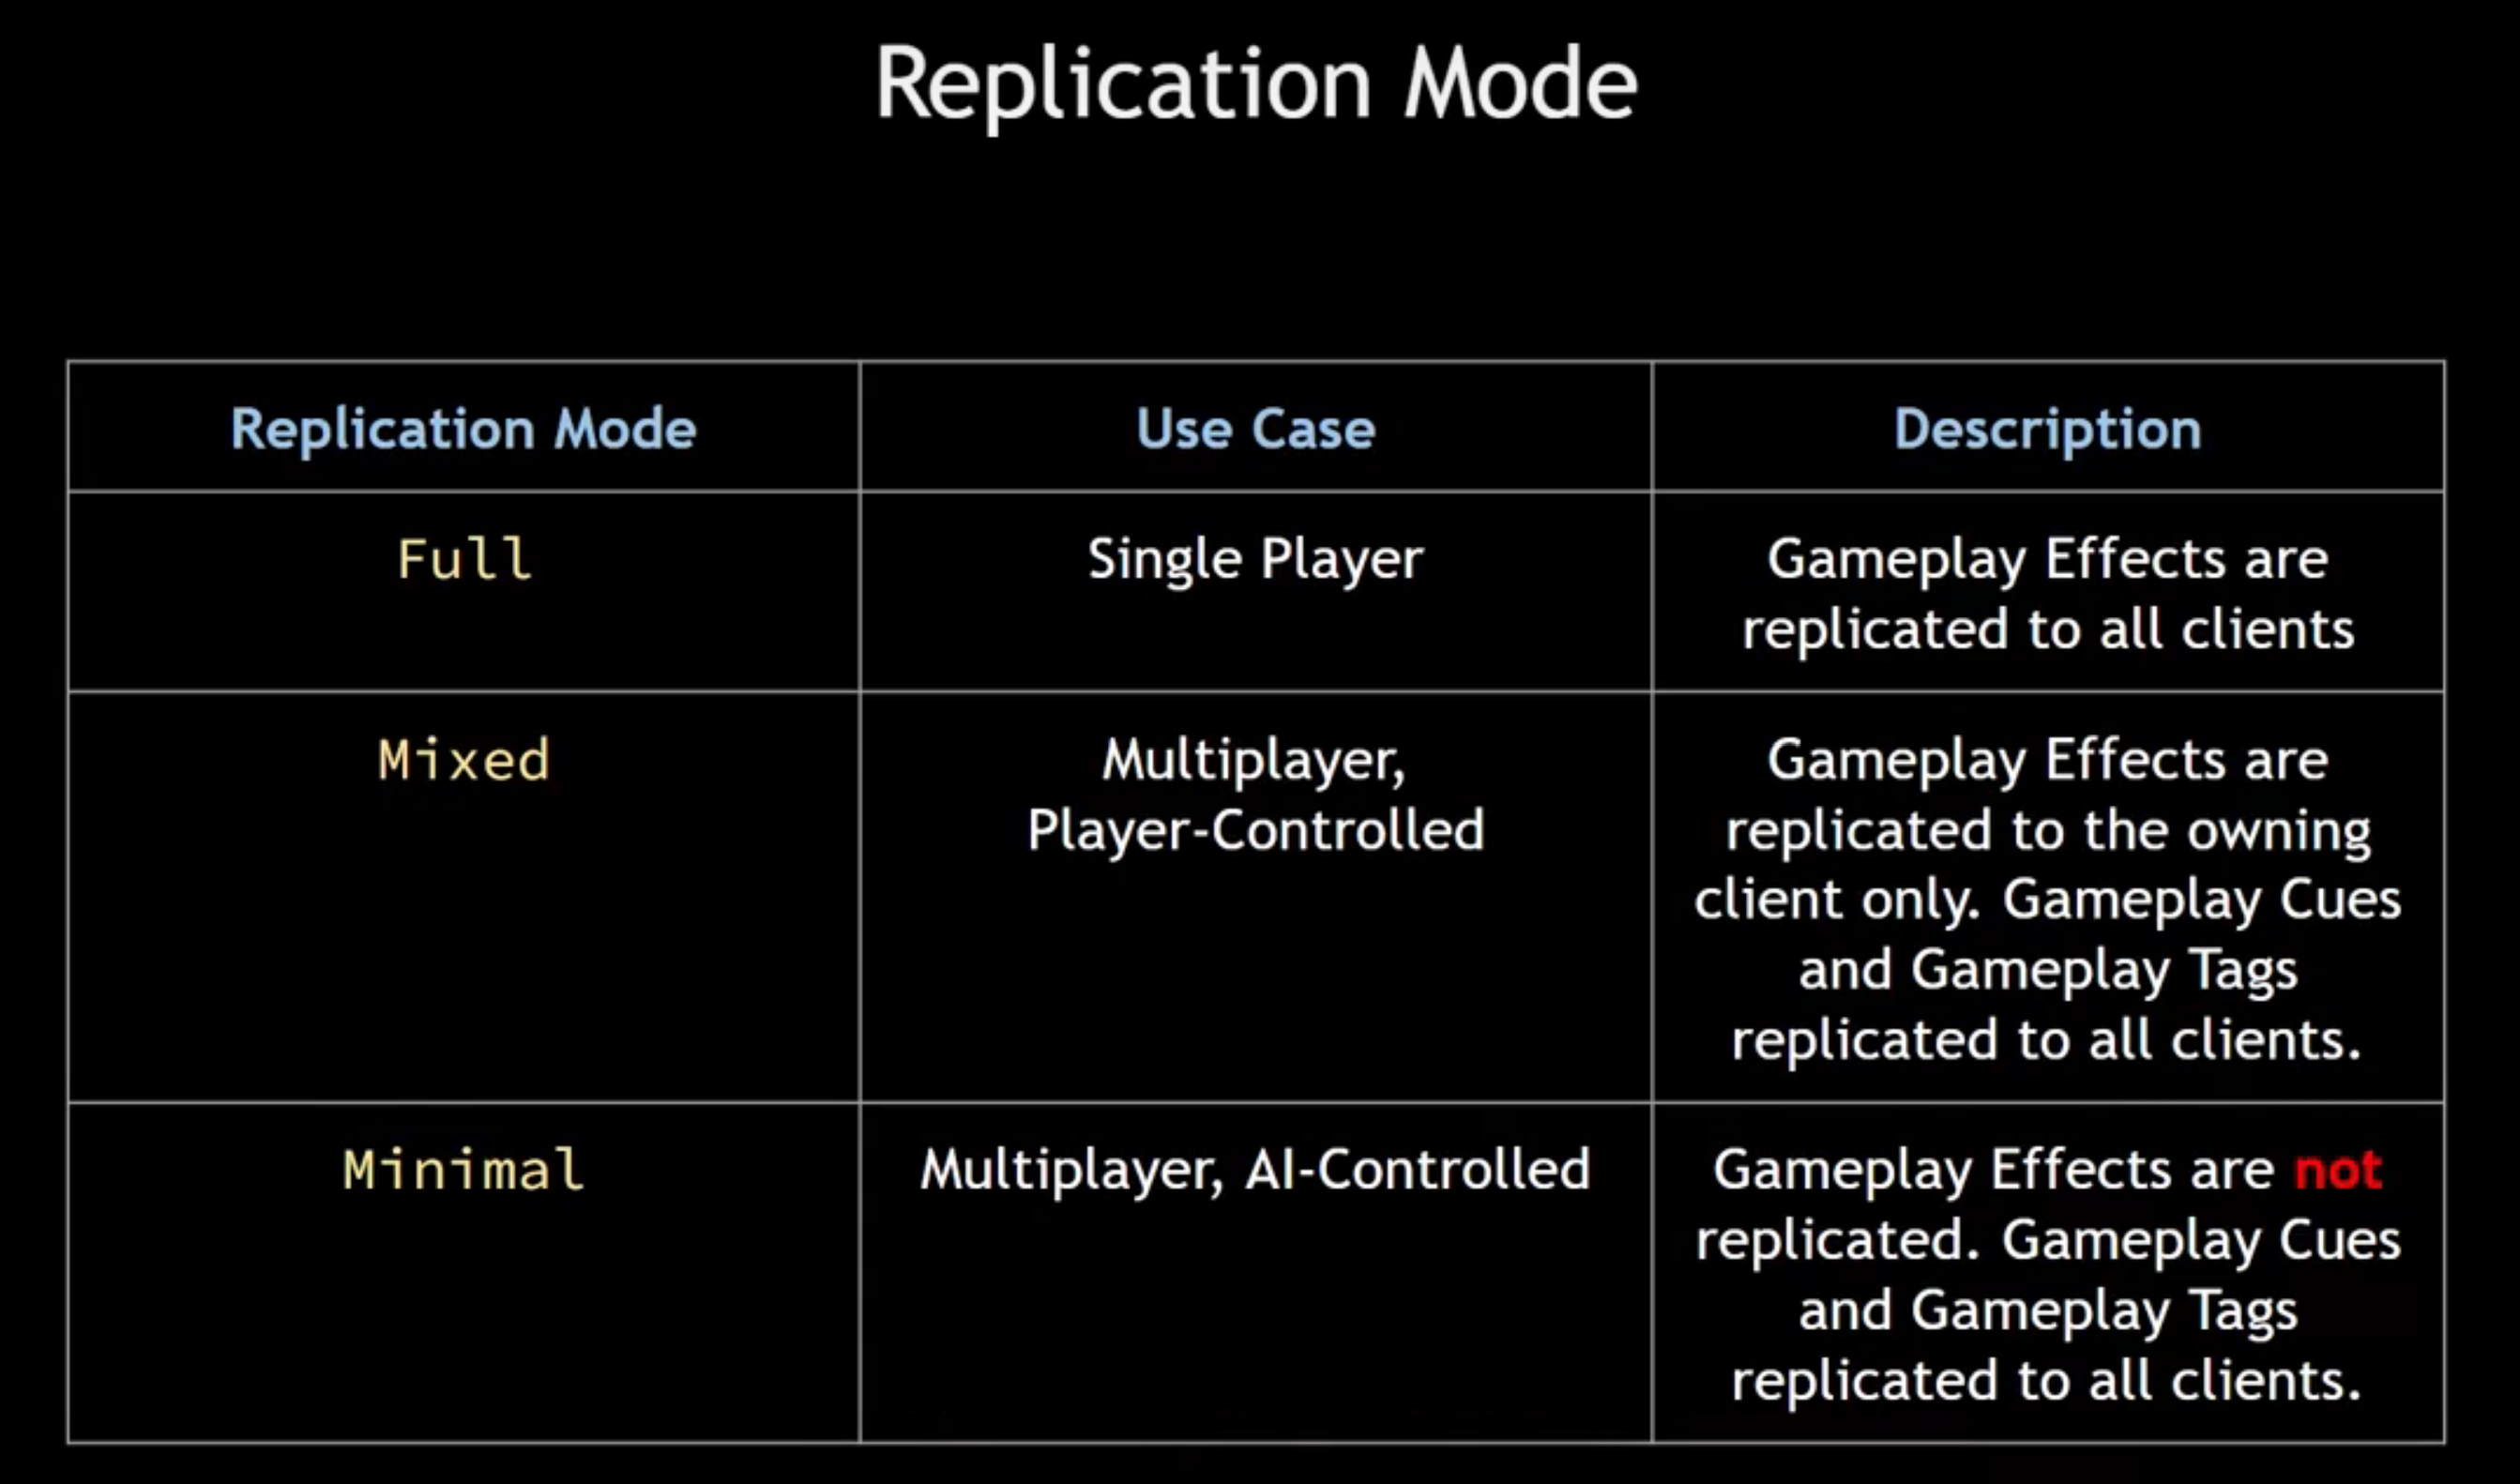 Replication Mode
Replication Mode
Use Case
Description
Full
Single Player
Gameplay Effects are
replicated to all clients
Mixed
Multiplayer,
Player-Controlled
Gameplay Effects are
replicated to the owning
client only. Gameplay Cues
and Gameplay Tags
replicated to all clients.
Minimal
Multiplayer, AI-Controlled
Gameplay Effects are not
replicated. Gameplay Cues
and Gameplay Tags
replicated to all clients.